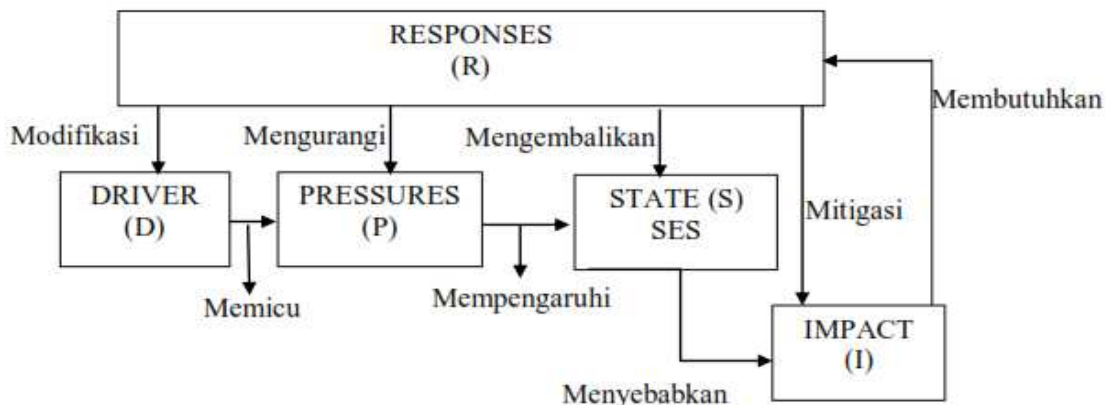 RESPONSES
(R)
Membutuhkan
Modifikasi
Mengurangi
Mengembalikan
DRIVER
(D)
PRESSURES
(P)
STATE (S)
SES
Mitigasi
Memicu
Mempengaruhi
IMPACT
(I)
Menyebabkan